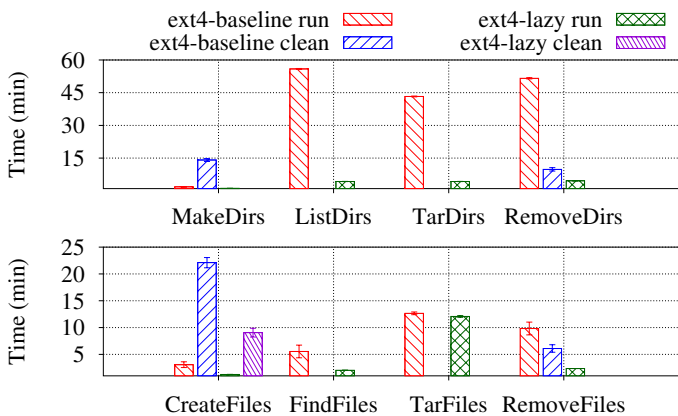 ext4-baseline run
ext4-lazy run
ext4-baseline clean
ext4-lazy clean
Time (min)
60
45
30
15
MakeDirs ListDirs TarDirs RemoveDirs
Time (min)
25
20
15
10
5
CreateFiles FindFiles TarFiles RemoveFiles